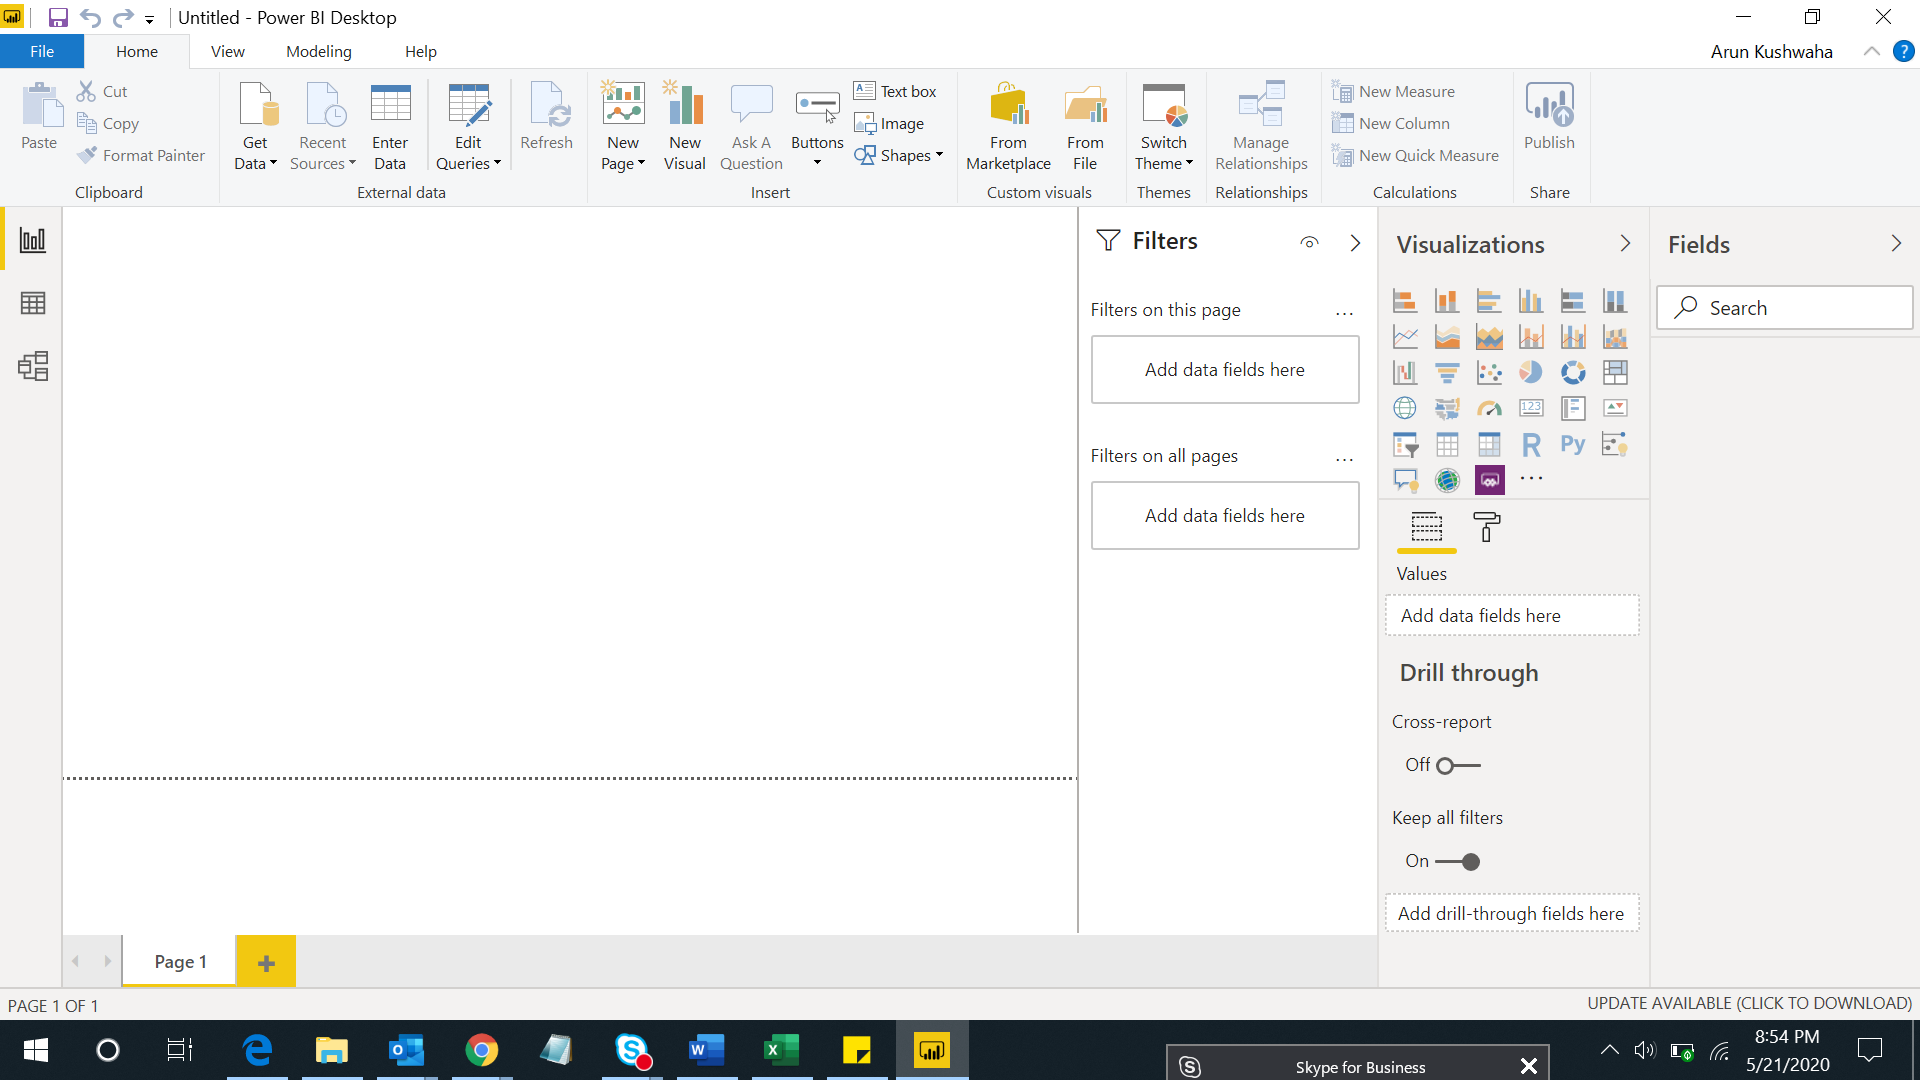 Untitled - Power BI Desktop
File Home View Modeling Help Arun Kushwaha ?
Paste
Cut
Copy
Format Painter
Clipboard
Get
Data
Recent
Sources
Enter
Data
Edit
Queries
Refresh
External data
New
Page
New
Visual
Ask A
Question
Buttons
Text box
Image
Shapes
Insert
From
Marketplace
From
File
Custom visuals
Switch
Theme
Themes
Manage
Relationships
Relationships
New Measure
New Column
New Quick Measure
Calculations
Publish
Share
Filters
Filters on this page
...
Add data fields here
Filters on all pages
...
Add data fields here
Visualizations
123
R
Py
...
Values
Add data fields here
Drill through
Cross-report
Off
Keep all filters
On
Add drill-through fields here
Fields
Search
Page 1
+
PAGE 1 OF 1
UPDATE AVAILABLE (CLICK TO DOWNLOAD)
Skype for Business
8:54 PM
5/21/2020